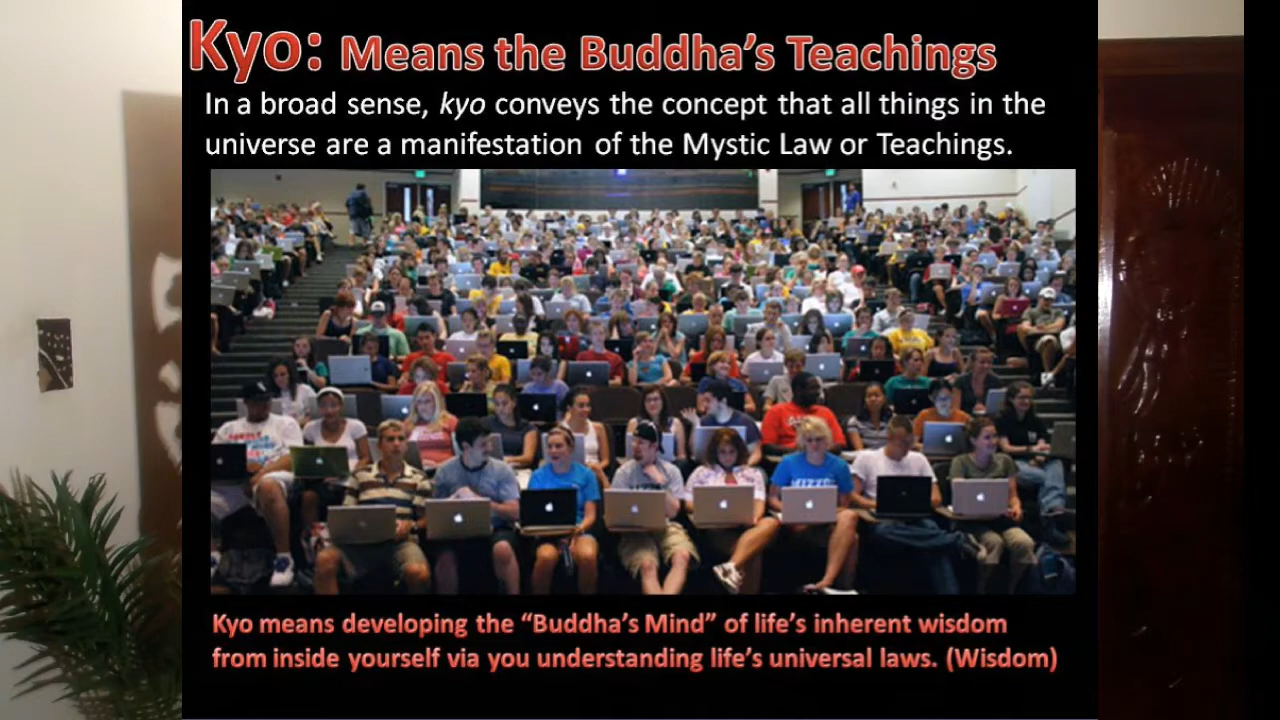 Kyo: Means the Buddha's Teachings
In a broad sense, kyo conveys the concept that all things in the
universe are a manifestation of the Mystic Law or Teachings.
MIZZO
Kyo means developing the “Buddha's Mind” of life's inherent wisdom
from inside yourself via you understanding life's universal laws. (Wisdom)